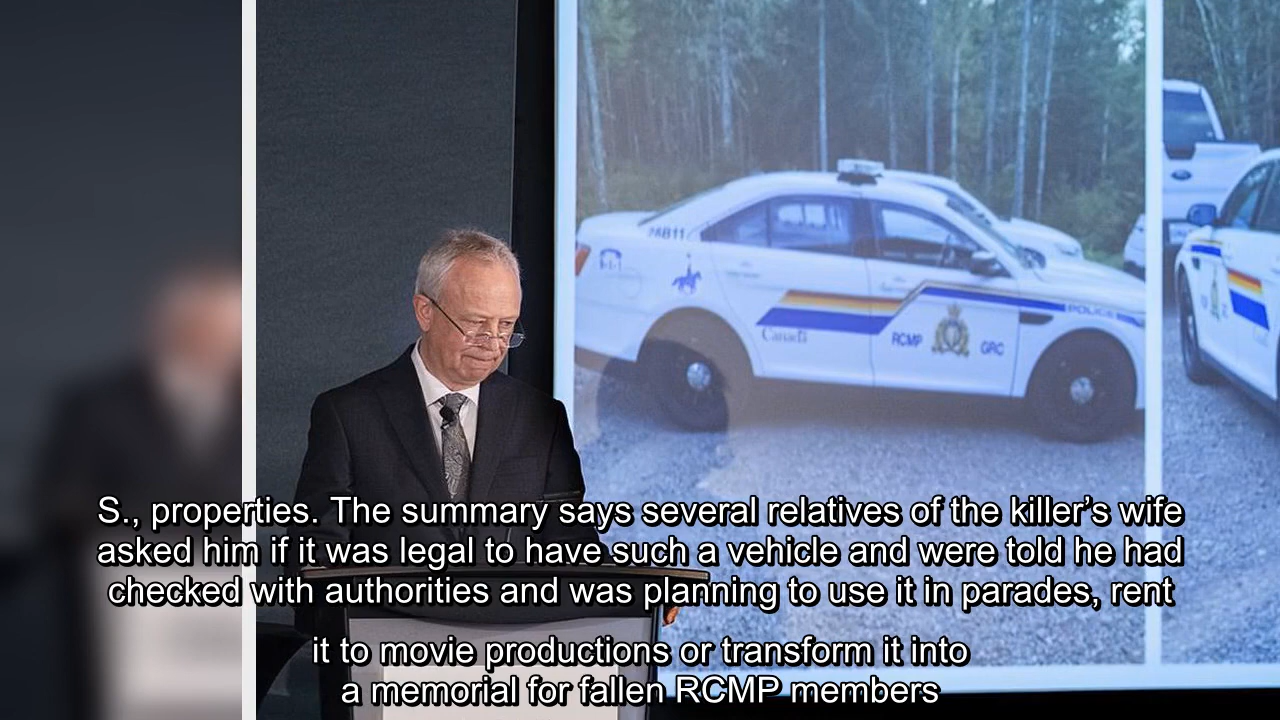 28B11
Canada
RCMP
GRC
POLICE
S., properties. The summary says several relatives of the killer’s wife
asked him if it was legal to have such a vehicle and were told he had
checked with authorities and was planning to use it in parades, rent
it to movie productions or transform it into
a memorial for fallen RCMP members